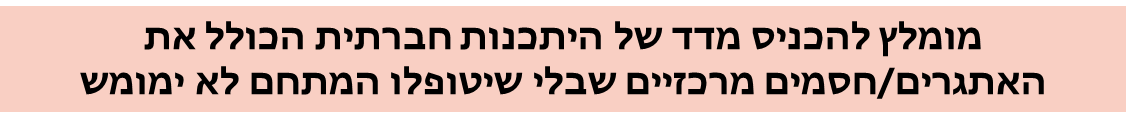 מומלץ להכניס מדד של היתכנות חברתית הכולל את
האתגרים/חסמים מרכזיים שבלי שיטופלו המתחם לא ימומש